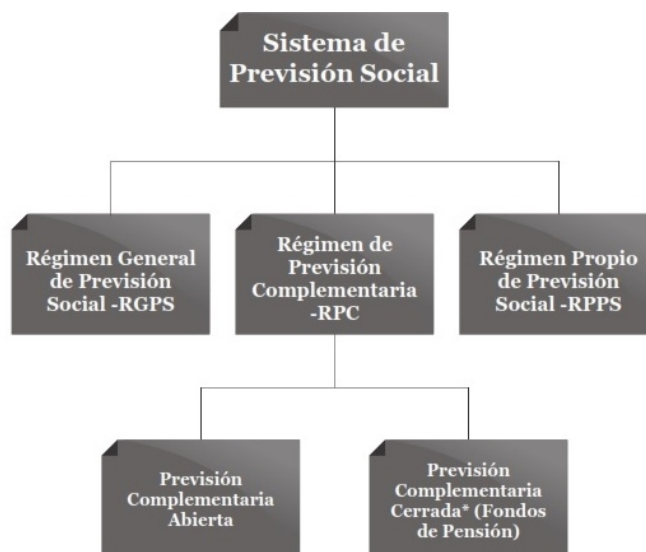 Sistema de
Previsión Social
Régimen General
de Previsión
Social -RGPS
Régimen de
Previsión
Complementaria
-RPC
Régimen Propio
de Previsión
Social -RPPS
Previsión
Complementaria
Abierta
Previsión
Complementaria
Cerrada* (Fondos
de Pensión)